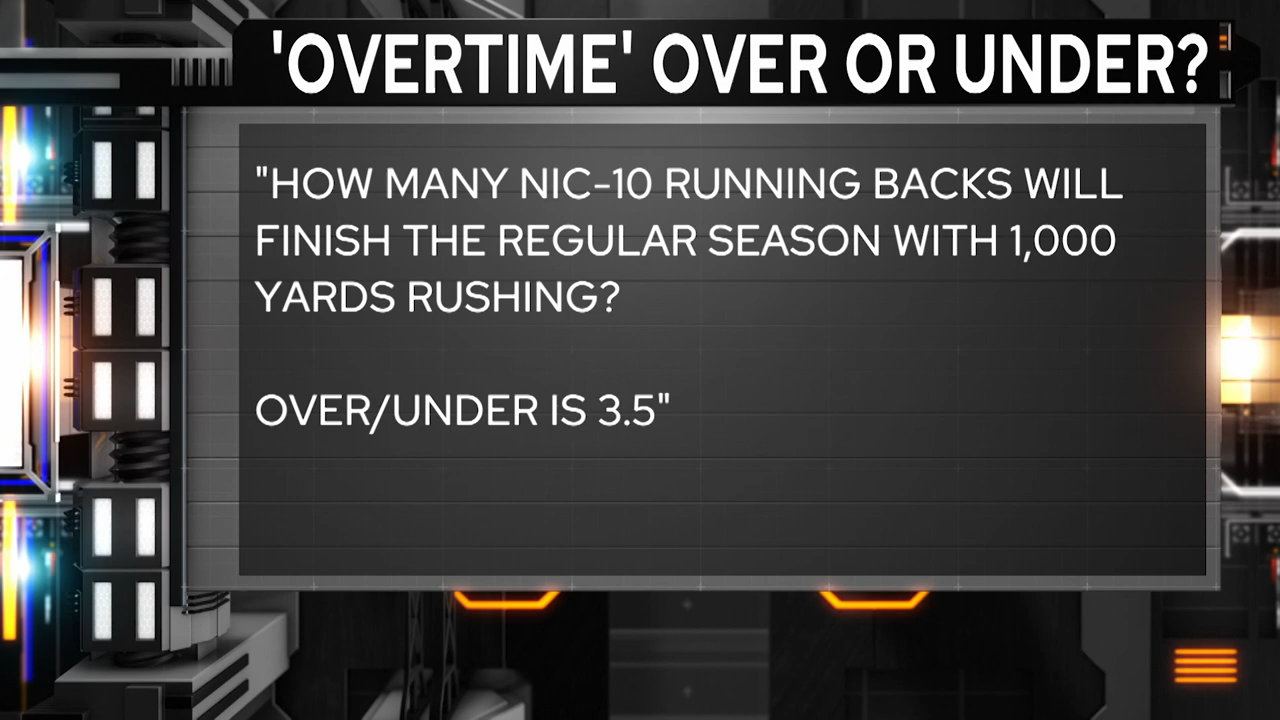 'OVERTIME' OVER OR UNDER?
"HOW MANY NIC-10 RUNNING BACKS WILL
FINISH THE REGULAR SEASON WITH 1,000
YARDS RUSHING?
OVER/UNDER IS 3.5"